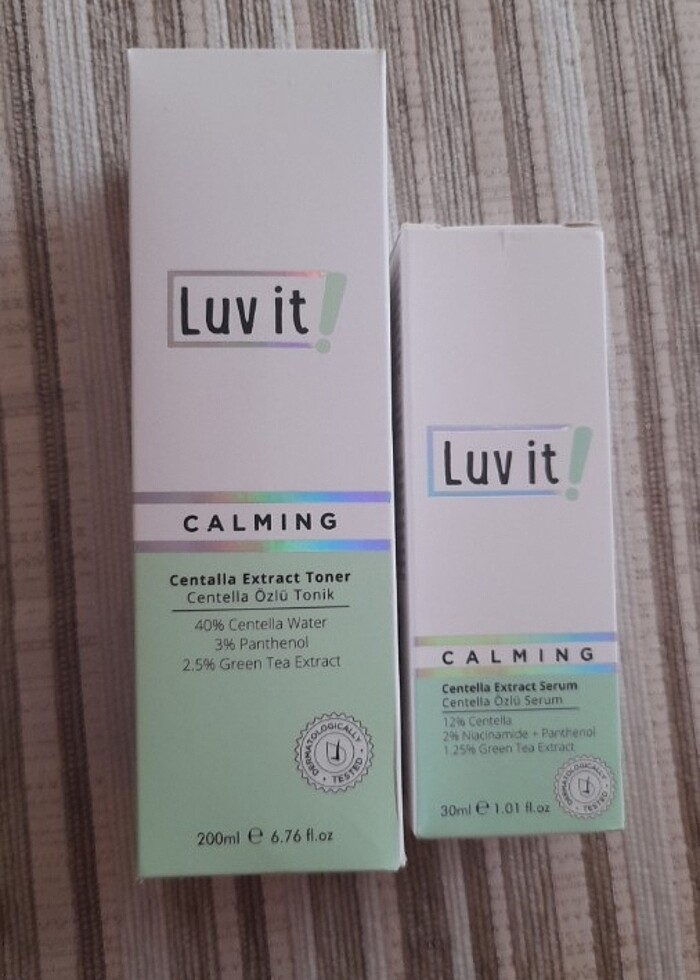 Luv it!
CALMING
Centalla Extract Toner
Centella Özlü Tonik
40% Centella Water
3% Panthenol
2.5% Green Tea Extract
DERMATOLOGICALLY • TESTED •
200ml ℮ 6.76 fl.oz
Luv it!
CALMING
Centella Extract Serum
Centella Özlü Serum
12% Centella
2% Niacinamide + Panthenol
1.25% Green Tea Extract
DERMATOLOGICALLY • TESTED •
30ml ℮ 1.01 fl.oz